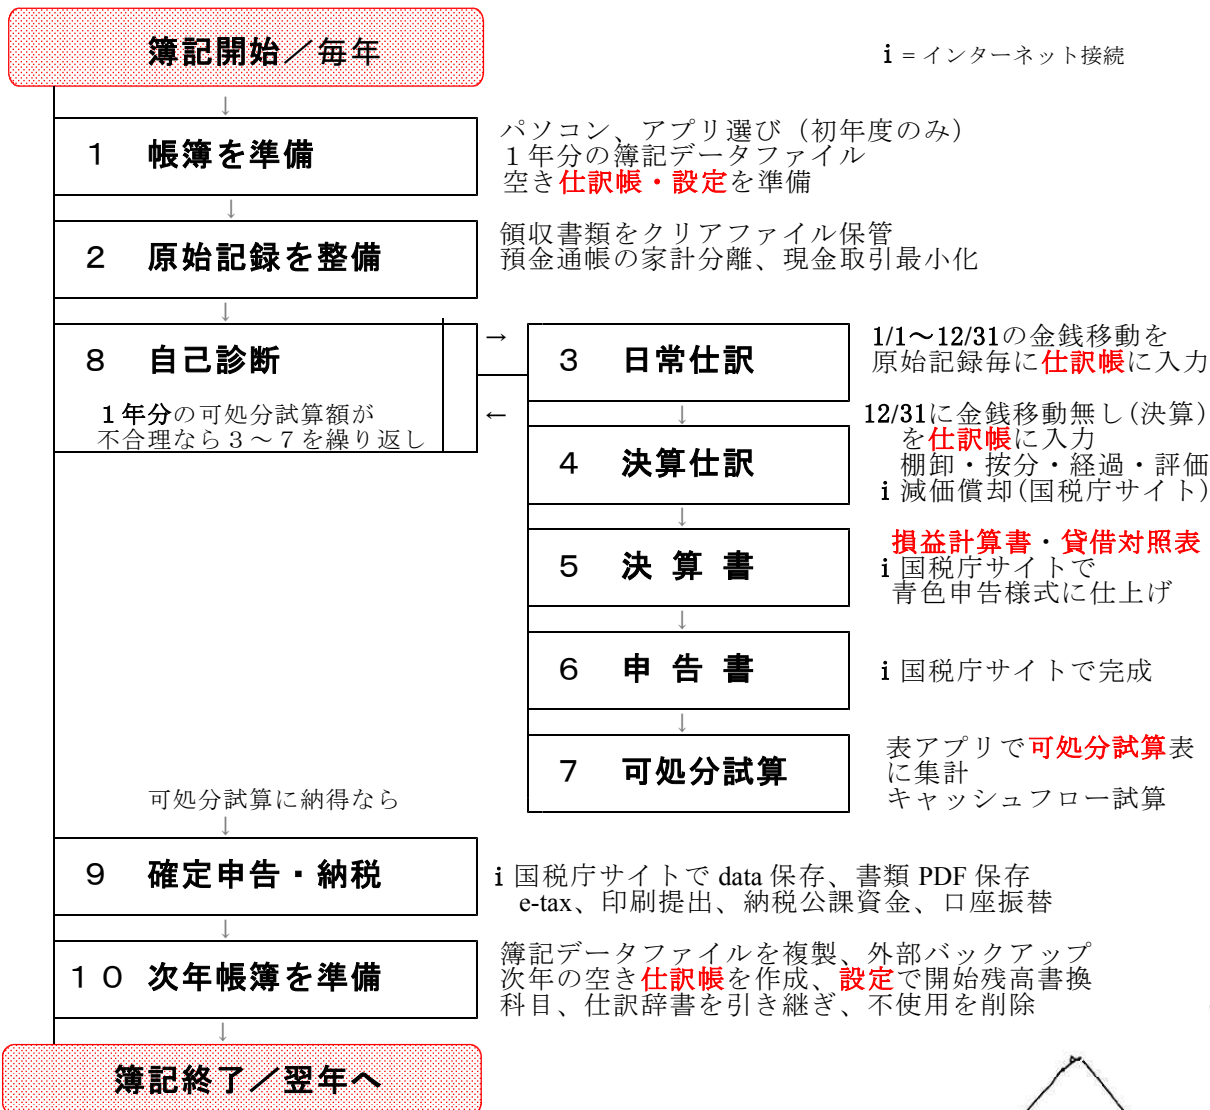 簿記開始／毎年
i = インターネット接続
↓
1 帳簿を準備
パソコン、アプリ選び（初年度のみ）
１年分の簿記データファイル
空き仕訳帳・設定を準備
↓
2 原始記録を整備
領収書類をクリアファイル保管
預金通帳の家計分離、現金取引最小化
↓
8 自己診断
１年分の可処分試算額が
不合理なら３～７を繰り返し
→
←
3 日常仕訳
1/1～12/31の金銭移動を
原始記録毎に仕訳帳に入力
↓
4 決算仕訳
12/31に金銭移動無し(決算)
を仕訳帳に入力
棚卸・按分・経過・評価
i 減価償却(国税庁サイト)
↓
5 決 算 書
損益計算書・貸借対照表
i 国税庁サイトで
青色申告様式に仕上げ
↓
6 申 告 書
i 国税庁サイトで完成
↓
7 可処分試算
表アプリで可処分試算表
に集計
キャッシュフロー試算
可処分試算に納得なら
↓
9 確定申告・納税
i 国税庁サイトで data 保存、書類 PDF 保存
e-tax、印刷提出、納税公課資金、口座振替
↓
１０ 次年帳簿を準備
簿記データファイルを複製、外部バックアップ
次年の空き仕訳帳を作成、設定で開始残高書換
科目、仕訳辞書を引き継ぎ、不使用を削除
↓
簿記終了／翌年へ